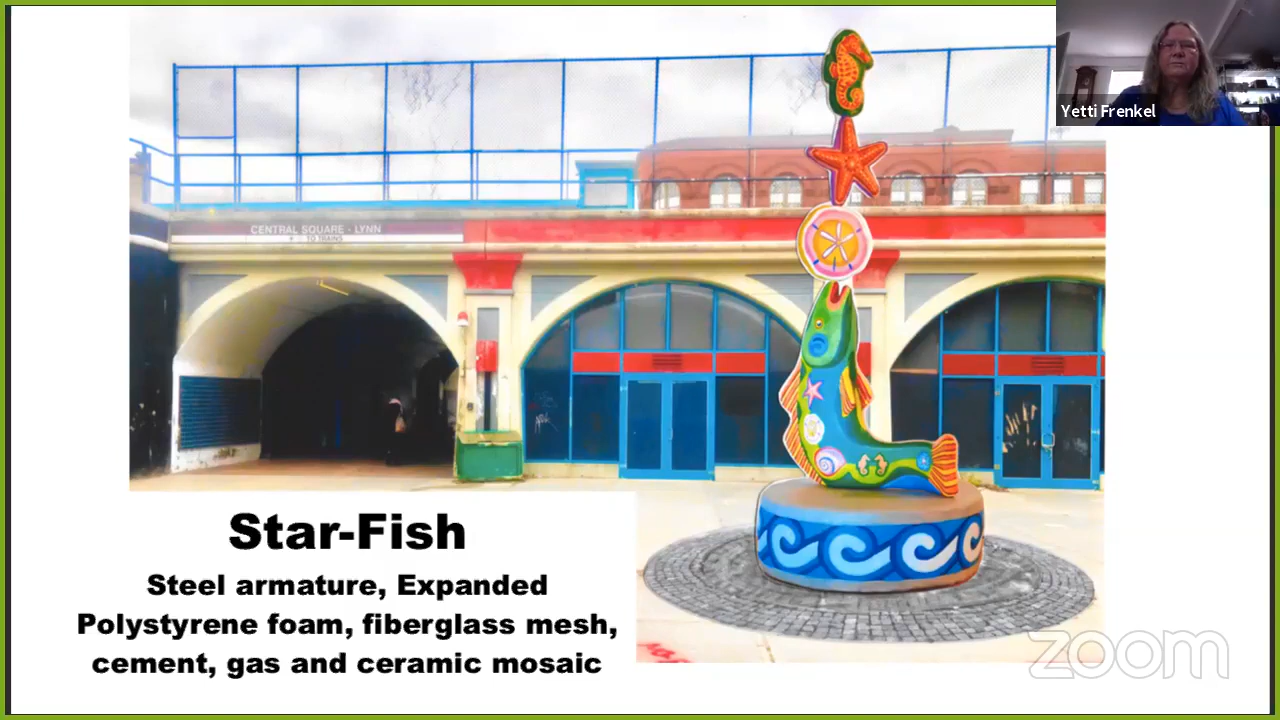 Yetti Frenkel
CENTRAL SQUARE · LYNN
TO TRAINS
Star-Fish
Steel armature, Expanded
Polystyrene foam, fiberglass mesh,
cement, gas and ceramic mosaic
zoom